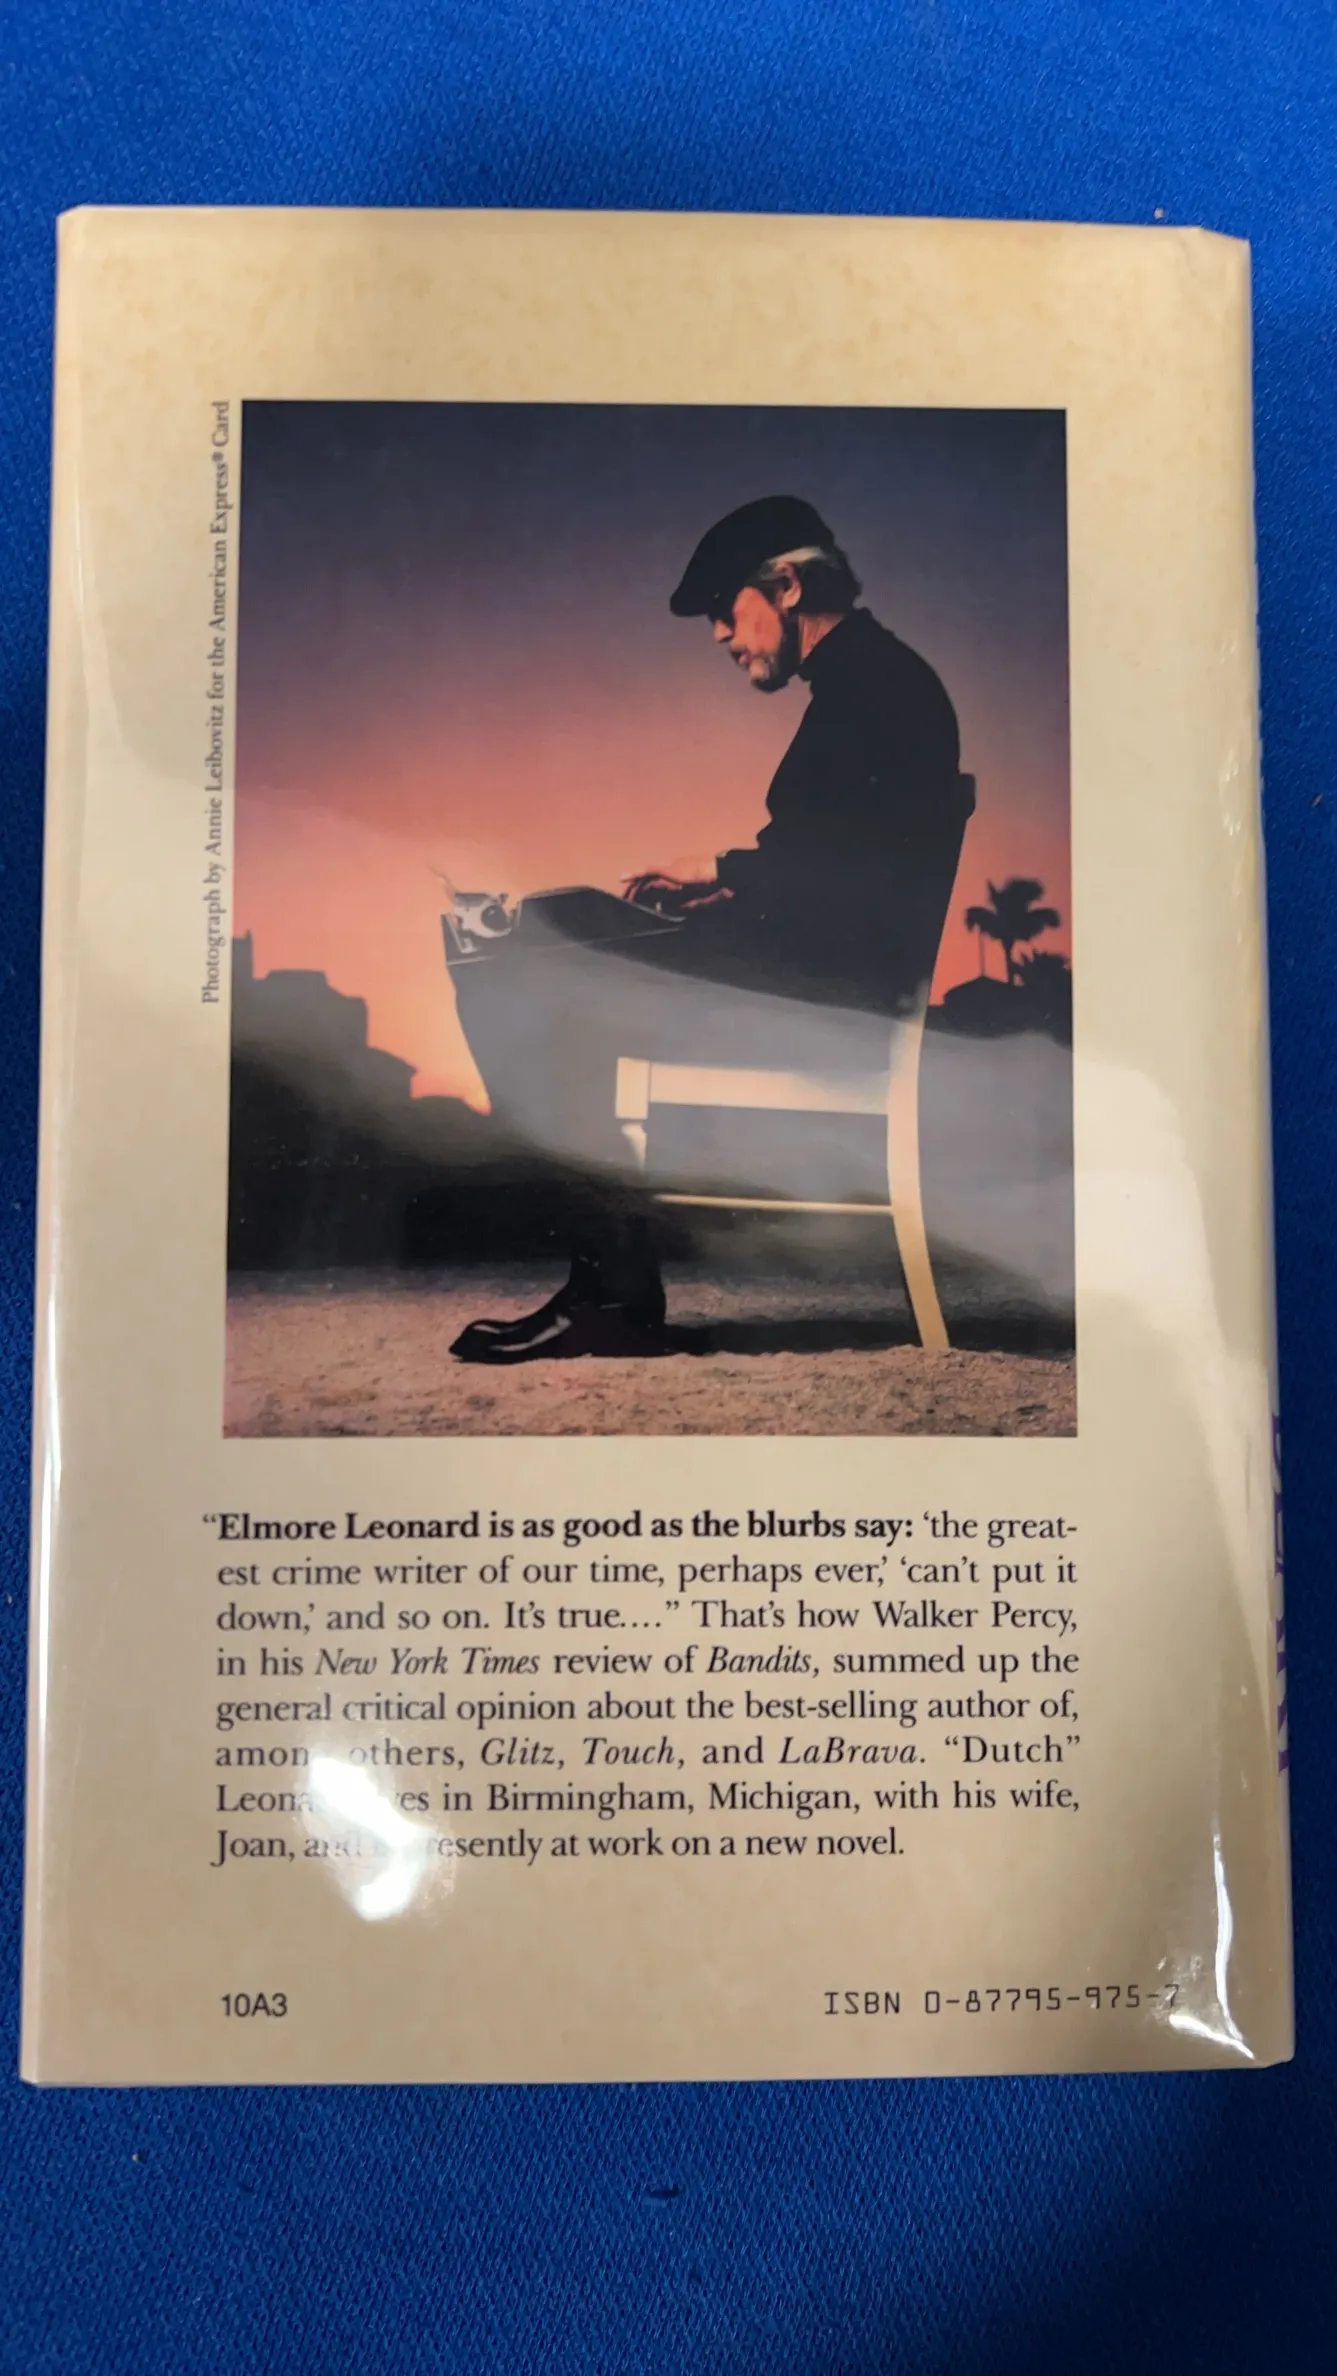 Photograph by Annie Leibovitz for the American Express® Card
“Elmore Leonard is as good as the blurbs say: ‘the great-
est crime writer of our time, perhaps ever,’ ‘can’t put it
down,’ and so on. It’s true....” That’s how Walker Percy,
in his New York Times review of Bandits, summed up the
general critical opinion about the best-selling author of,
others, Glitz, Touch, and LaBrava. “Dutch”
in Birmingham, Michigan, with his wife,
Joan, and at work on a new novel.
10A3
ISBN 0-87795-975-7